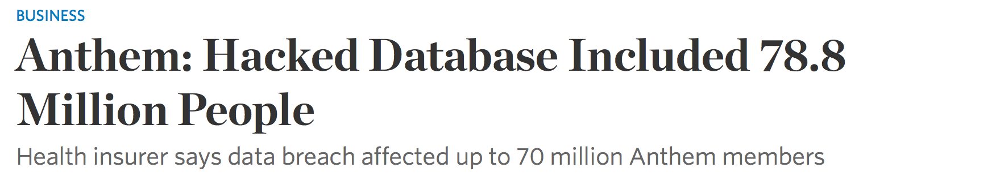 BUSINESS
Anthem: Hacked Database Included 78.8
Million People
Health insurer says data breach affected up to 70 million Anthem members